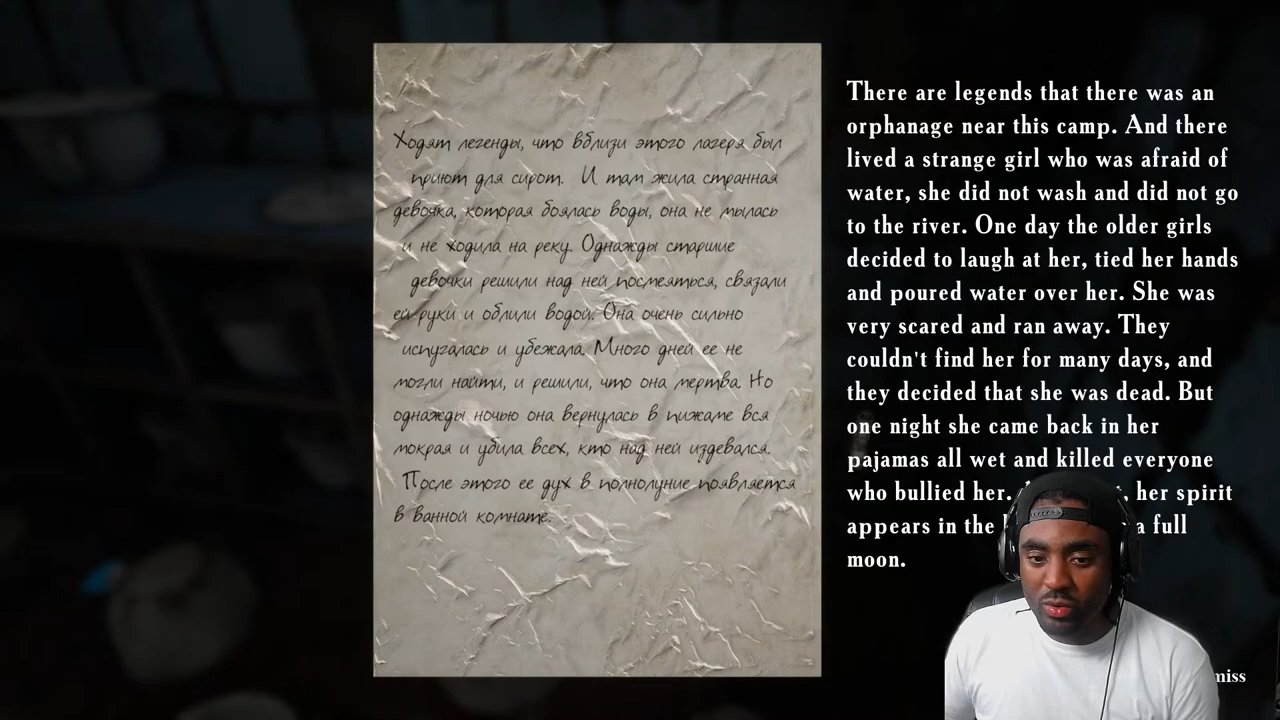 Ходят легенды, что вблизи этого лагеря был
приют для сирот. И там жила странная
девочка, которая боялась воды, она не мылась
и не ходила на реку. Однажды старшие
девочки решили над ней посмеяться, связали
ей руки и облили водой. Она очень сильно
испугалась и убежала. Много дней ее не
могли найти, и решили, что она мертва. Но
однажды ночью она вернулась в пижаме вся
мокрая и убила всех, кто над ней издевался.
После этого ее дух в полнолуние появляется
в ванной комнате.
There are legends that there was an
orphanage near this camp. And there
lived a strange girl who was afraid of
water, she did not wash and did not go
to the river. One day the older girls
decided to laugh at her, tied her hands
and poured water over her. She was
very scared and ran away. They
couldn't find her for many days, and
they decided that she was dead. But
one night she came back in her
pajamas all wet and killed everyone
who bullied her. her spirit
appears in the a full
moon.